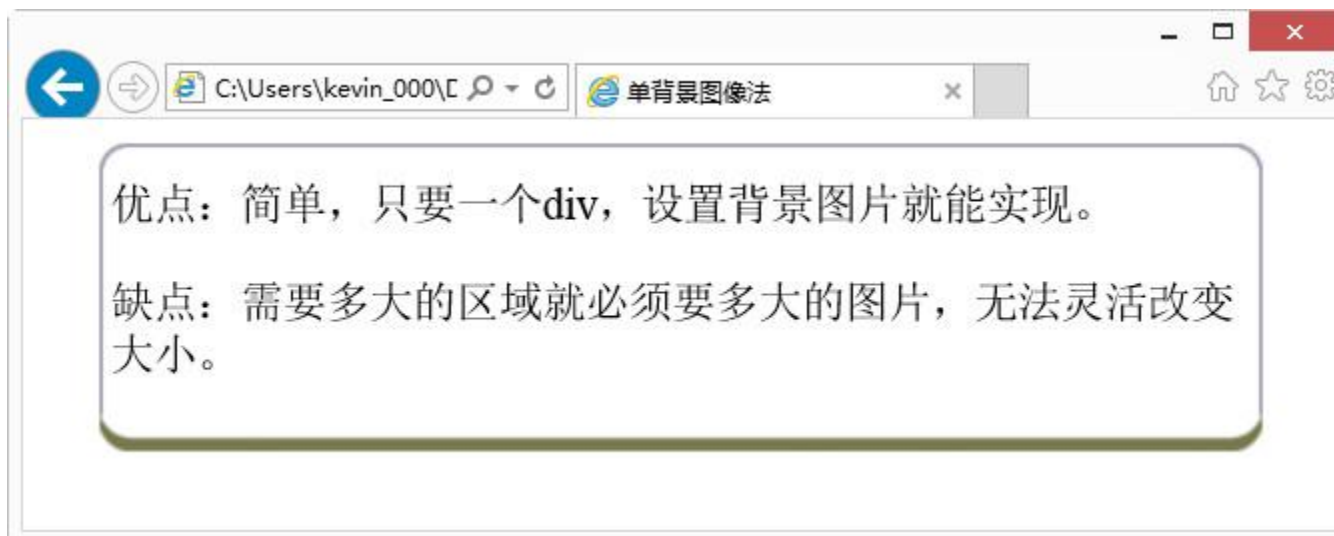 C:\Users\kevin_000\D
单背景图像法
优点：简单，只要一个div，设置背景图片就能实现。
缺点：需要多大的区域就必须要多大的图片，无法灵活改变
大小。